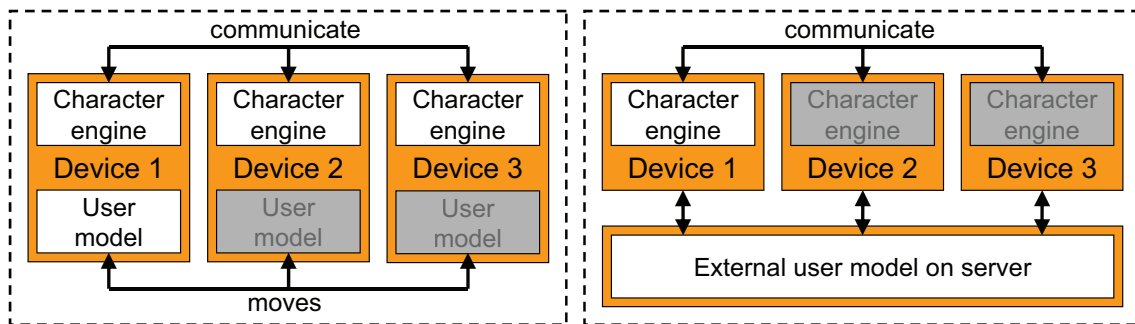 communicate
Character
engine
Device 1
User
model
Character
engine
Device 2
User
model
Character
engine
Device 3
User
model
moves
communicate
Character
engine
Device 1
Character
engine
Device 2
Character
engine
Device 3
External user model on server